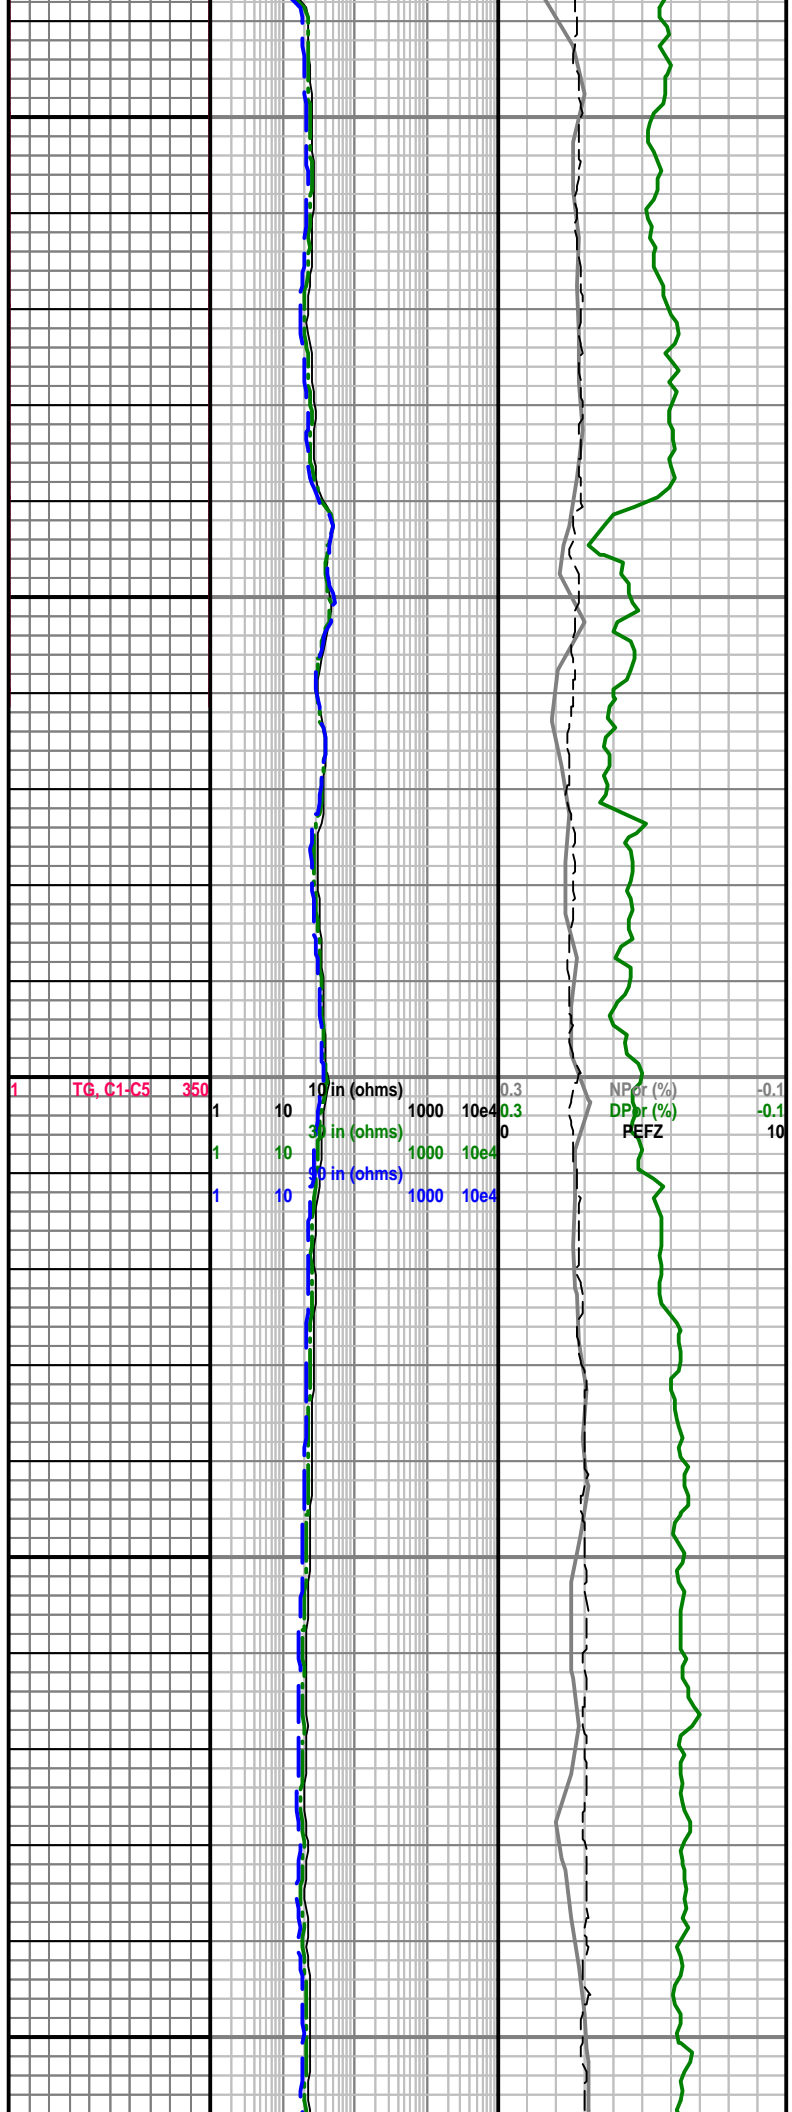 1 TG, C1-C5 350 10 in (ohms) 0.3 NPor (%) -0.1
1 10 1000 10e4 0.3 DPor (%) -0.1
30 in (ohms) 0 PEFZ 10
1 10 1000 10e4
90 in (ohms)
1 10 1000 10e4